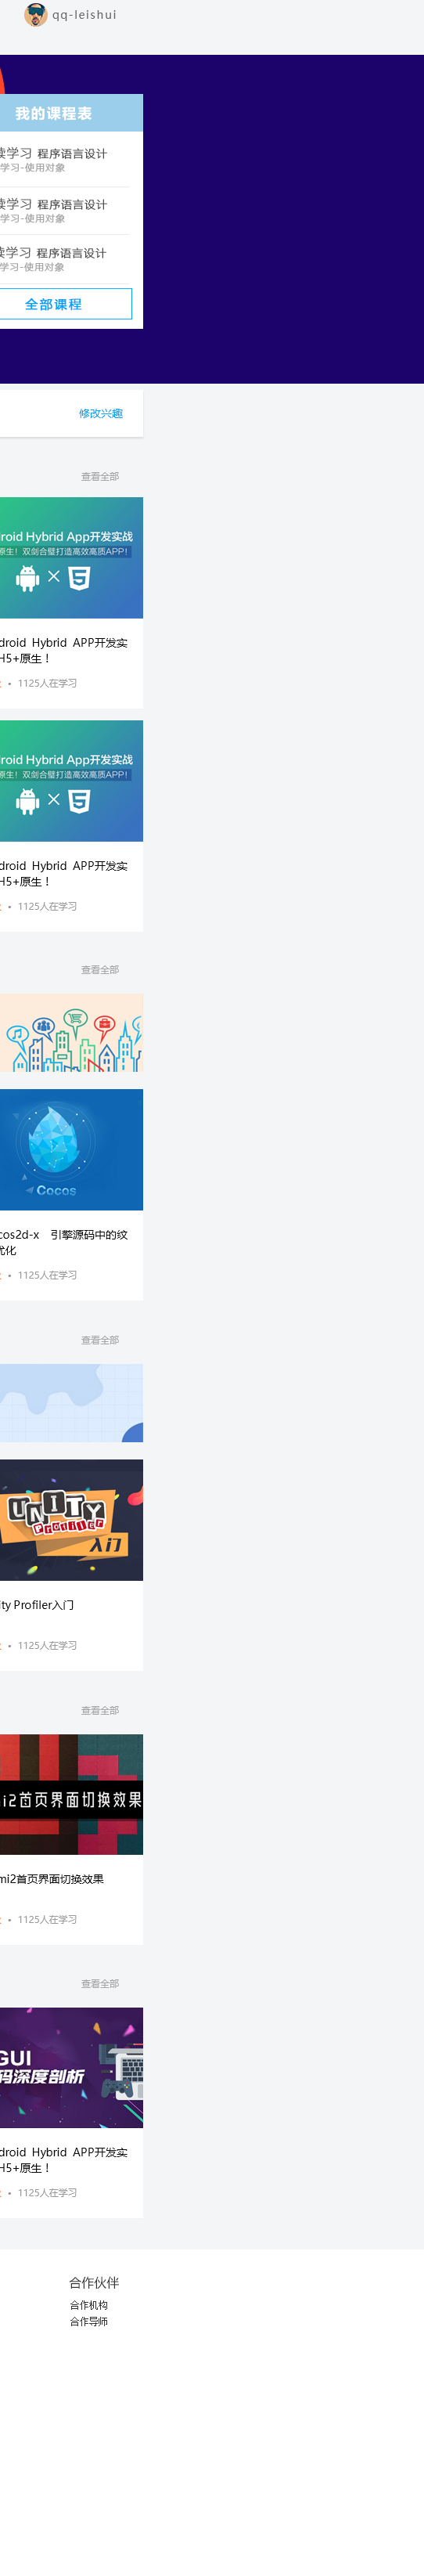 qq-leishui
我的课程表
读学习 程序语言设计
学习-使用对象
学习 程序语言设计
学习-使用对象
读学习 程序语言设计
学习-使用对象
全部课程
修改兴趣
查看全部
roid Hybrid App开发实战
原生！双剑合璧打造高效高质APP！
droid Hybrid APP开发实
H5+原生！
1125人在学习
roid Hybrid App开发实战
原生！双剑合璧打造高效高质APP！
droid Hybrid APP开发实
H5+原生！
1125人在学习
查看全部
Cocos
cos2d-x 引擎源码中的纹
优化
1125人在学习
查看全部
UNITY
Profiler
入门
ity Profiler入门
1125人在学习
查看全部
i2首页界面切换效果
mi2首页界面切换效果
1125人在学习
查看全部
GUI
码深度剖析
droid Hybrid APP开发实
H5+原生！
1125人在学习
合作伙伴
合作机构
合作导师